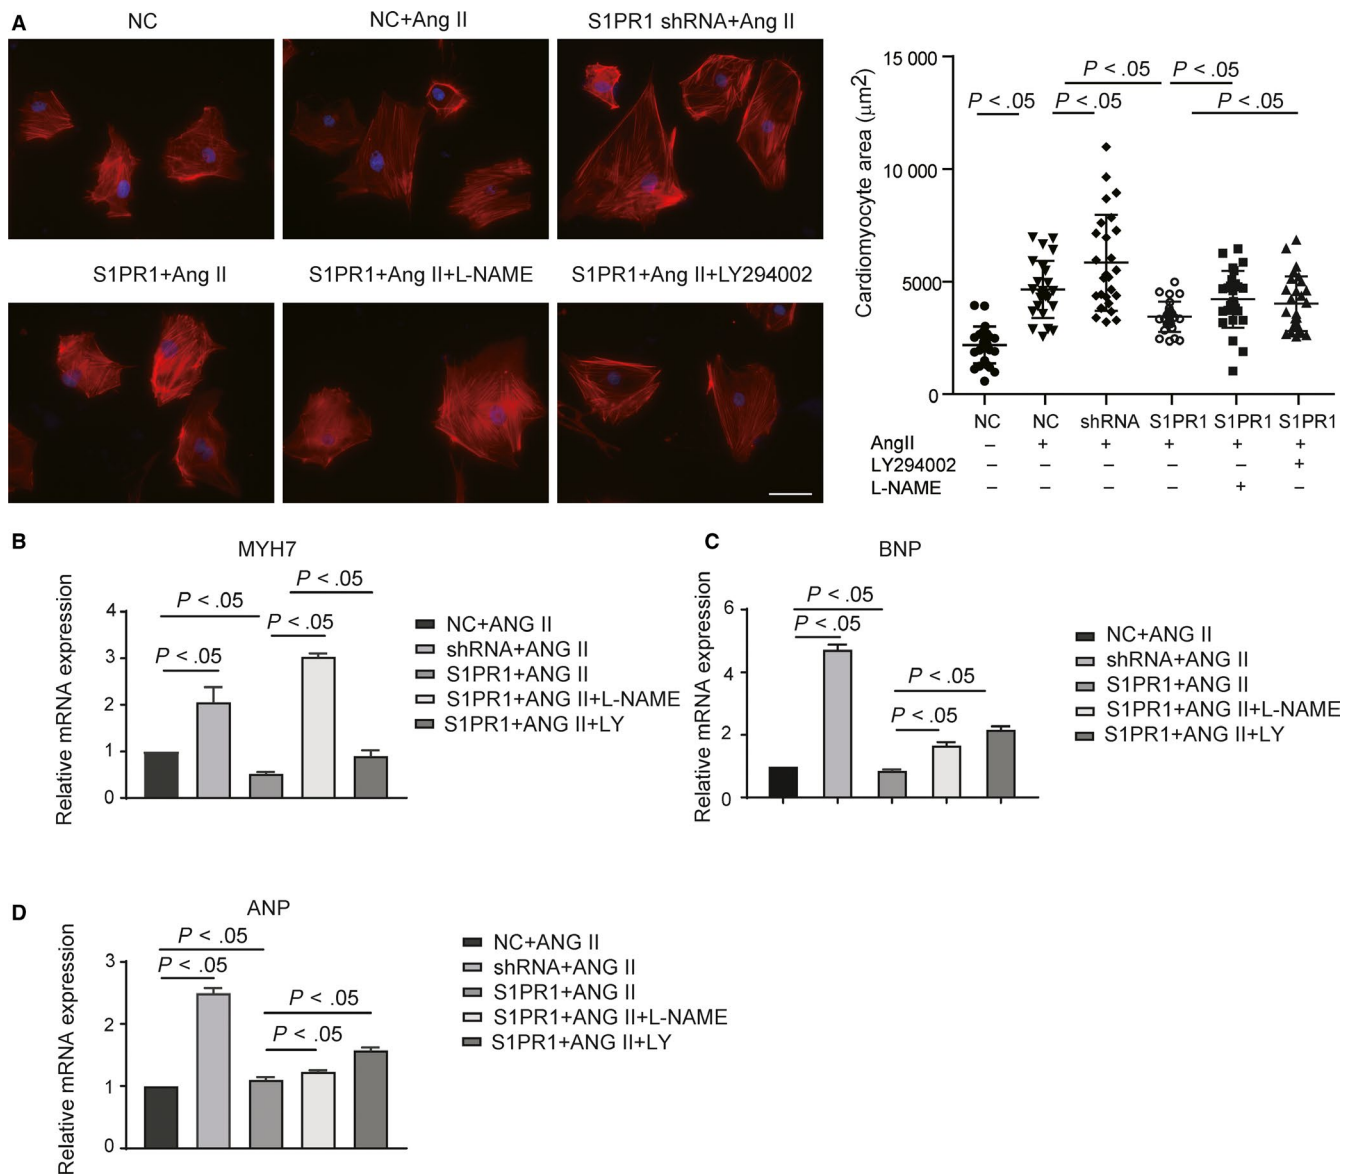 A
NC
NC+Ang II
S1PR1 shRNA+Ang II
S1PR1+Ang II
S1PR1+Ang II+L-NAME
S1PR1+Ang II+LY294002
Cardiomyocyte area (μm2)
15 000
10 000
5000
0
P < .05
P < .05
P < .05
P < .05
P < .05
NC NC shRNA S1PR1 S1PR1 S1PR1
AngII – + + + + +
LY294002 – – – – – +
L-NAME – – – – + –
B
MYH7
Relative mRNA expression
4
3
2
1
0
P < .05
P < .05
P < .05
P < .05
NC+ANG II
shRNA+ANG II
S1PR1+ANG II
S1PR1+ANG II+L-NAME
S1PR1+ANG II+LY
C
BNP
Relative mRNA expression
6
4
2
0
P < .05
P < .05
P < .05
P < .05
NC+ANG II
shRNA+ANG II
S1PR1+ANG II
S1PR1+ANG II+L-NAME
S1PR1+ANG II+LY
D
ANP
Relative mRNA expression
3
2
1
0
P < .05
P < .05
P < .05
P < .05
NC+ANG II
shRNA+ANG II
S1PR1+ANG II
S1PR1+ANG II+L-NAME
S1PR1+ANG II+LY